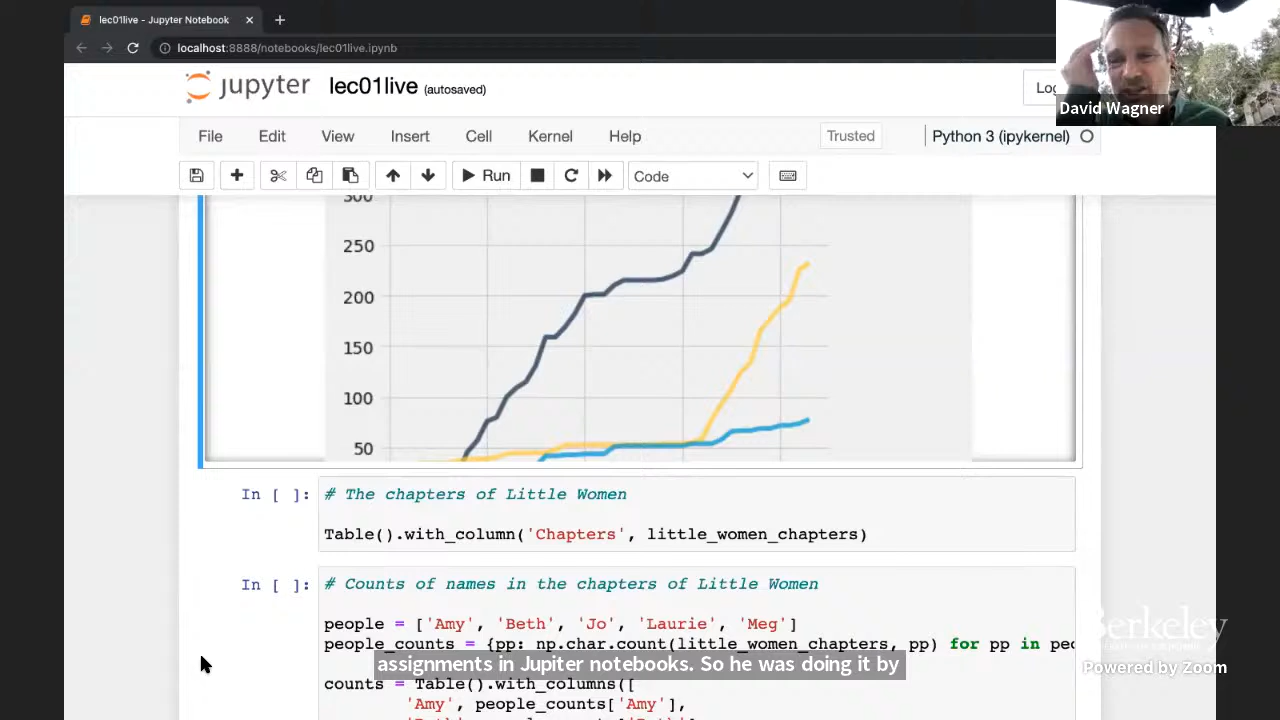 lec01live - Jupyter Notebook
localhost:8888/notebooks/lec01live.ipynb
jupyter lec01live (autosaved)
David Wagner
File Edit View Insert Cell Kernel Help Trusted Python 3 (ipykernel)
Run Code
300
250
200
150
100
50
In [ ]: # The chapters of Little Women
Table().with_column('Chapters', little_women_chapters)
In [ ]: # Counts of names in the chapters of Little Women
people = ['Amy', 'Beth', 'Jo', 'Laurie', 'Meg']
people_counts = {pp: np.char.count(little_women_chapters, pp) for pp in
assignments in Jupiter notebooks. So he was doing it by
counts = Table().with_columns([
'Amy', people_counts['Amy'],
Berkeley
Powered by Zoom